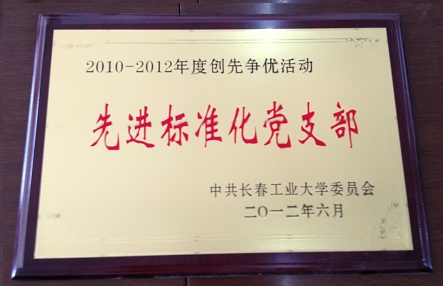 2010-2012年度创先争优活动
先进标准化党支部
中共长春工业大学委员会
二〇一二年六月